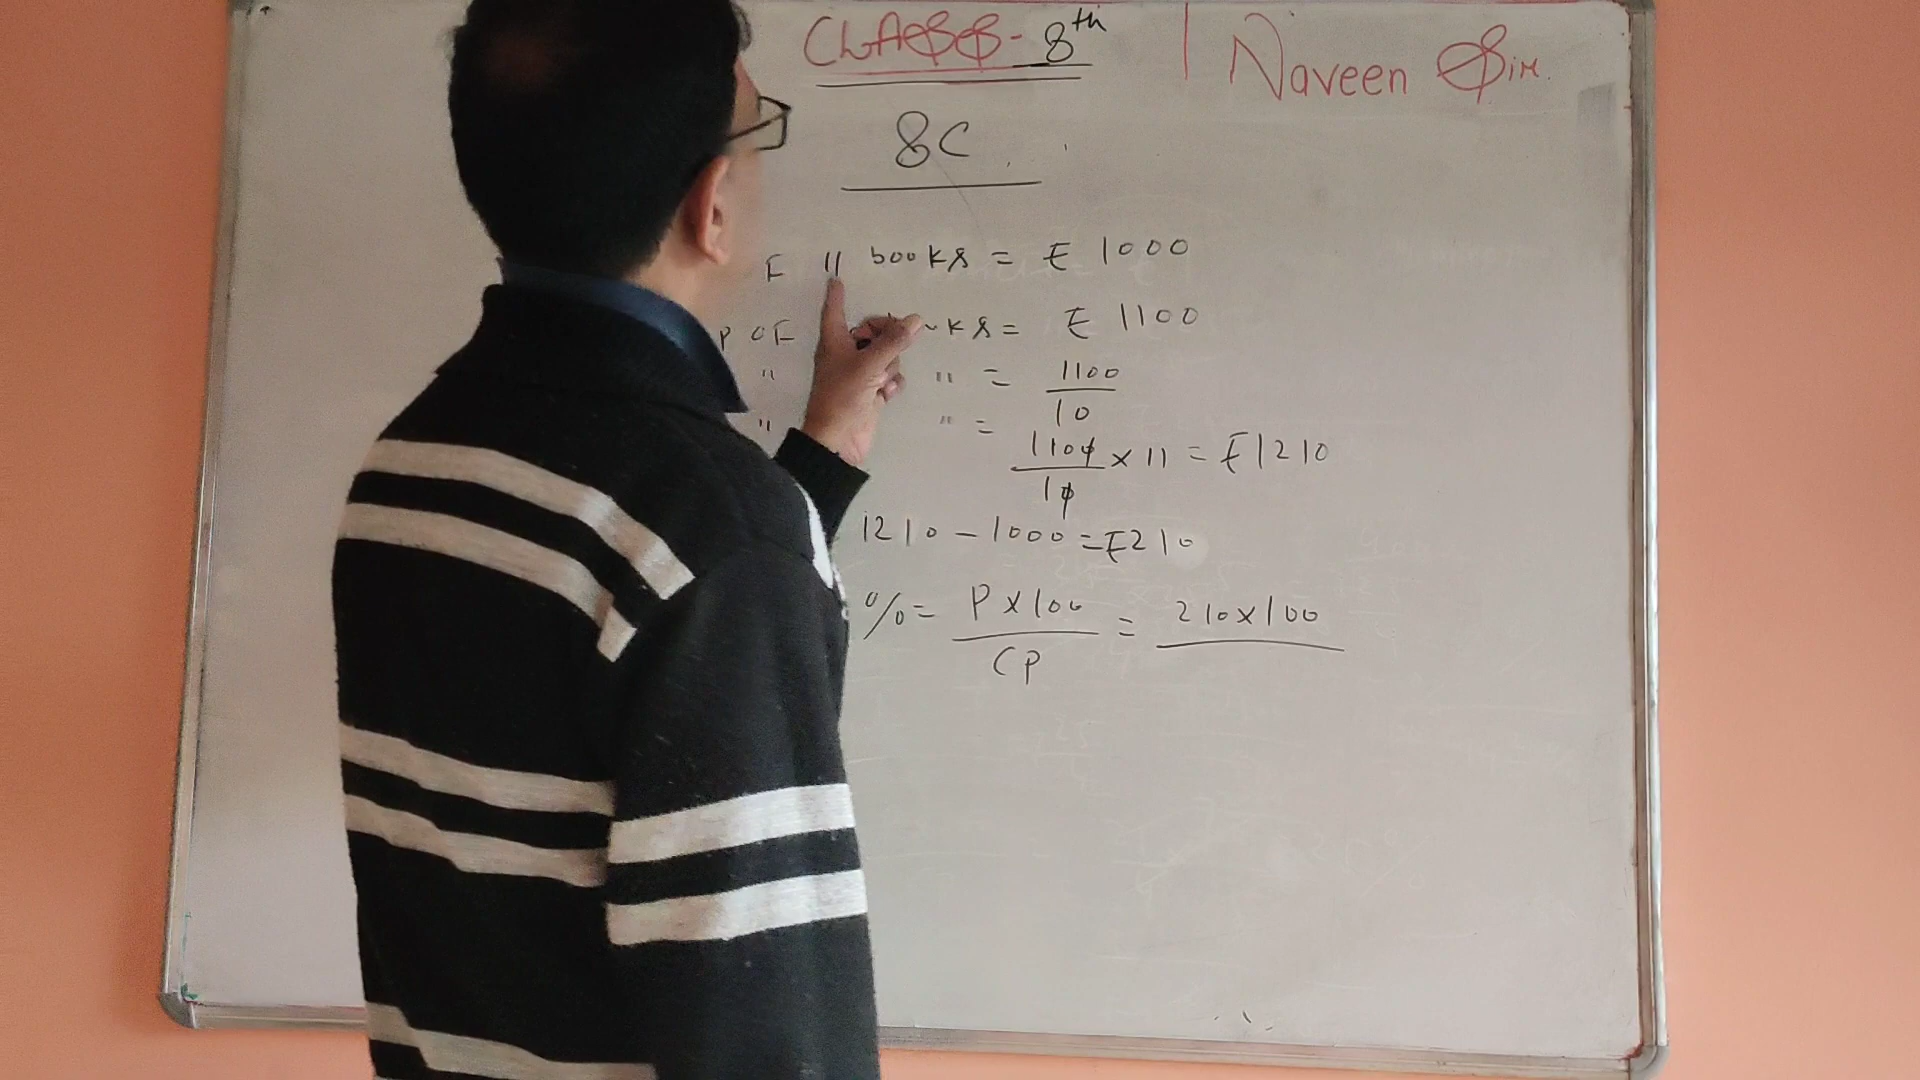 CLASS-8th | Naveen Sir.
8C
F 11 books = ₹ 1000
P OF books = ₹ 1100
" " = 1100/10
" " = 1100/10 × 11 = ₹1210
1210 - 1000 = ₹210
% = P×100/CP = 210×100